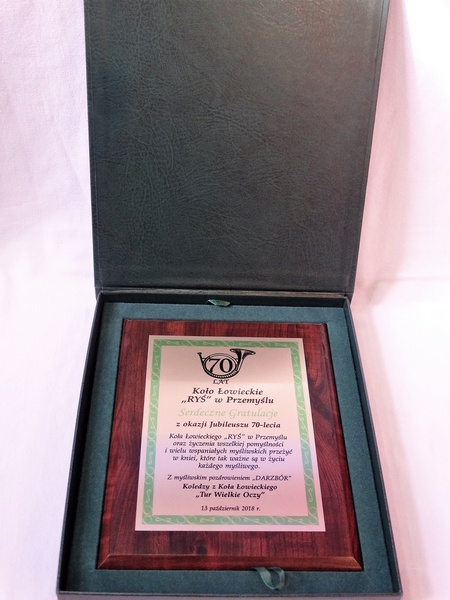 70
LAT
Koło Łowieckie
„RYŚ” w Przemyślu
Serdeczne Gratulacje
z okazji Jubileuszu 70-lecia
Koła Łowieckiego „RYŚ” w Przemyślu
oraz życzenia wszelkiej pomyślności
i wielu wspaniałych myśliwskich przeżyć
w kniei, które tak ważne są w życiu
każdego myśliwego.
Z myśliwskim pozdrowieniem „DARZBÓR”
Koledzy z Koła Łowieckiego
„Tur Wielkie Oczy”
13 październik 2018 r.